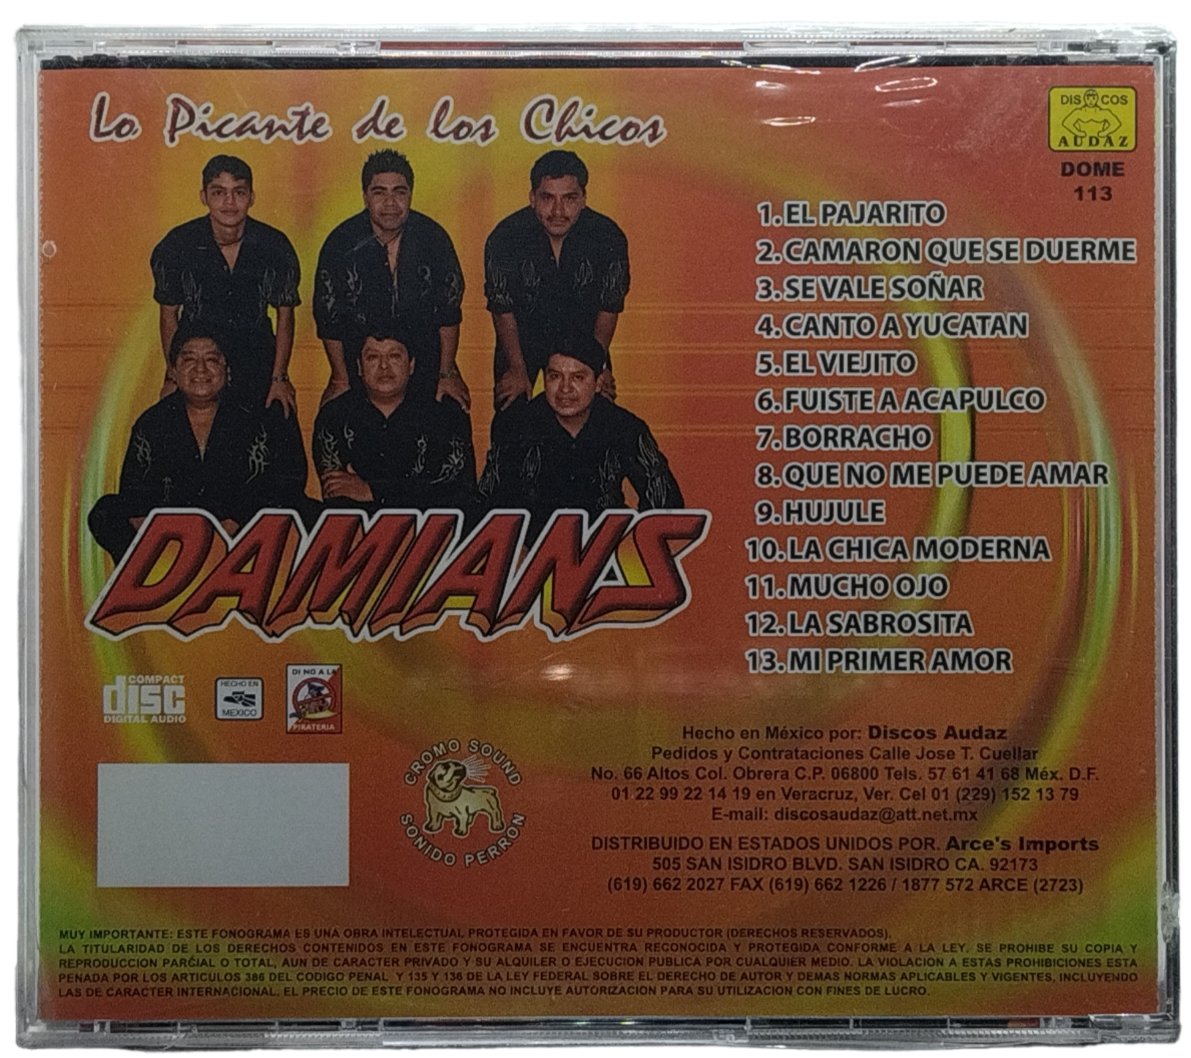 Lo Picante de los Chicos
DAMIANS
DISCOS
AUDAZ
DOME
113
1. EL PAJARITO
2. CAMARON QUE SE DUERME
3. SE VALE SOÑAR
4. CANTO A YUCATAN
5. EL VIEJITO
6. FUISTE A ACAPULCO
7. BORRACHO
8. QUE NO ME PUEDE AMAR
9. HUJULE
10. LA CHICA MODERNA
11. MUCHO OJO
12. LA SABROSITA
13. MI PRIMER AMOR
COMPACT
disc
DIGITAL AUDIO
HECHO EN
MEXICO
DI NO A LA
PIRATERIA
CROMO SOUND
SONIDO PERRON
Hecho en México por: Discos Audaz
Pedidos y Contrataciones Calle Jose T. Cuellar
No. 66 Altos Col. Obrera C.P. 06800 Tels. 57 61 41 68 Méx. D.F.
01 22 99 22 14 19 en Veracruz, Ver. Cel 01 (229) 152 13 79
E-mail: discosaudaz@att.net.mx
DISTRIBUIDO EN ESTADOS UNIDOS POR. Arce's Imports
505 SAN ISIDRO BLVD. SAN ISIDRO CA. 92173
(619) 662 2027 FAX (619) 662 1226 / 1877 572 ARCE (2723)
MUY IMPORTANTE: ESTE FONOGRAMA ES UNA OBRA INTELECTUAL PROTEGIDA EN FAVOR DE SU PRODUCTOR (DERECHOS RESERVADOS).
LA TITULARIDAD DE LOS DERECHOS CONTENIDOS EN ESTE FONOGRAMA SE ENCUENTRA RECONOCIDA Y PROTEGIDA CONFORME A LA LEY. SE PROHIBE SU COPIA Y
REPRODUCCION PARCIAL O TOTAL, AUN DE CARACTER PRIVADO Y SU ALQUILER O EJECUCION PUBLICA POR CUALQUIER MEDIO. LA VIOLACION A ESTAS PROHIBICIONES ESTA
PENADA POR LOS ARTICULOS 386 DEL CODIGO PENAL Y 135 Y 136 DE LA LEY FEDERAL SOBRE EL DERECHO DE AUTOR Y DEMAS NORMAS APLICABLES Y VIGENTES, INCLUYENDO
LAS DE CARACTER INTERNACIONAL. EL PRECIO DE ESTE FONOGRAMA NO INCLUYE AUTORIZACION PARA SU UTILIZACION CON FINES DE LUCRO.